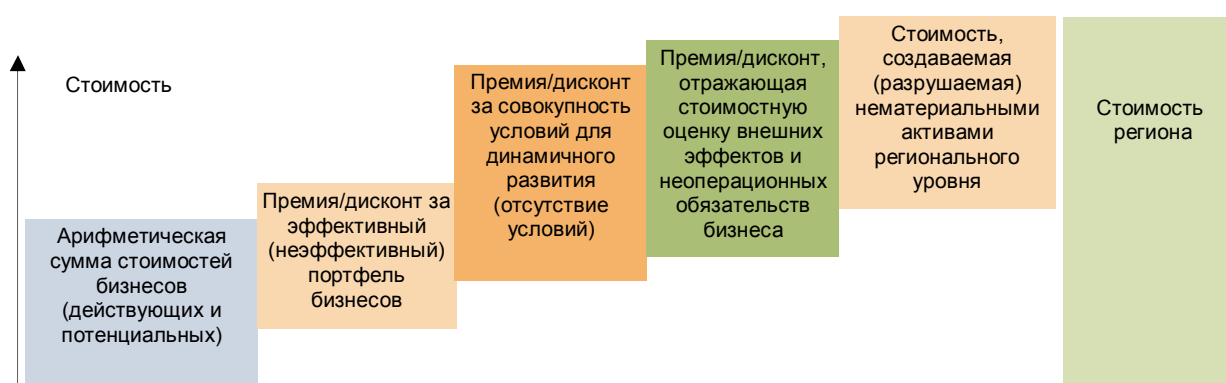 Стоимость
Арифметическая
сумма стоимостей
бизнесов
(действующих и
потенциальных)
Премия/дисконт за
эффективный
(неэффективный)
портфель
бизнесов
Премия/дисконт
за совокупность
условий для
динамичного
развития
(отсутствие
условий)
Премия/дисконт,
отражающая
стоимостную
оценку внешних
эффектов и
неоперационных
обязательств
бизнеса
Стоимость,
создаваемая
(разрушаемая)
нематериальными
активами
регионального
уровня
Стоимость
региона